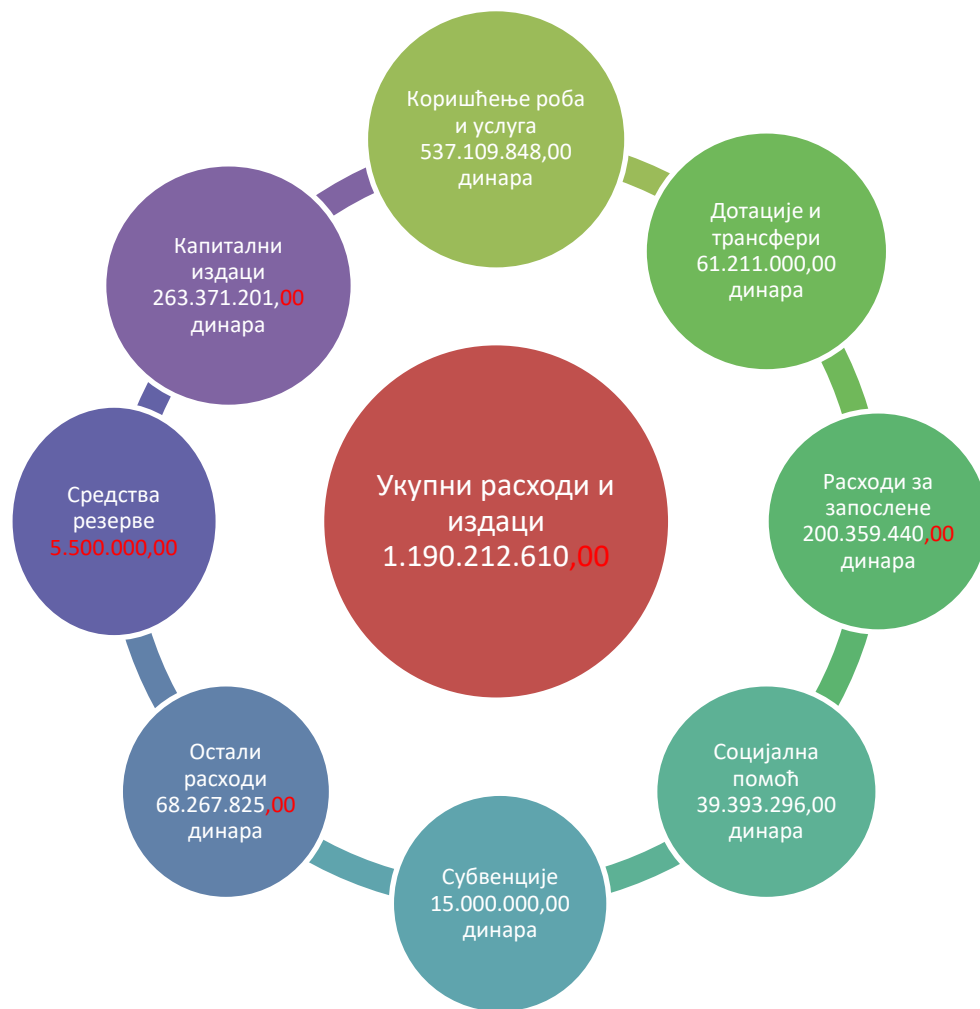 Коришћење роба
и услуга
537.109.848,00
динара
Дотације и
трансфери
61.211.000,00
динара
Расходи за
запослене
200.359.440,00
динара
Социјална
помоћ
39.393.296,00
динара
Субвенције
15.000.000,00
динара
Остали
расходи
68.267.825,00
динара
Средства
резерве
5.500.000,00
Капитални
издаци
263.371.201,00
динара
Укупни расходи и
издаци
1.190.212.610,00